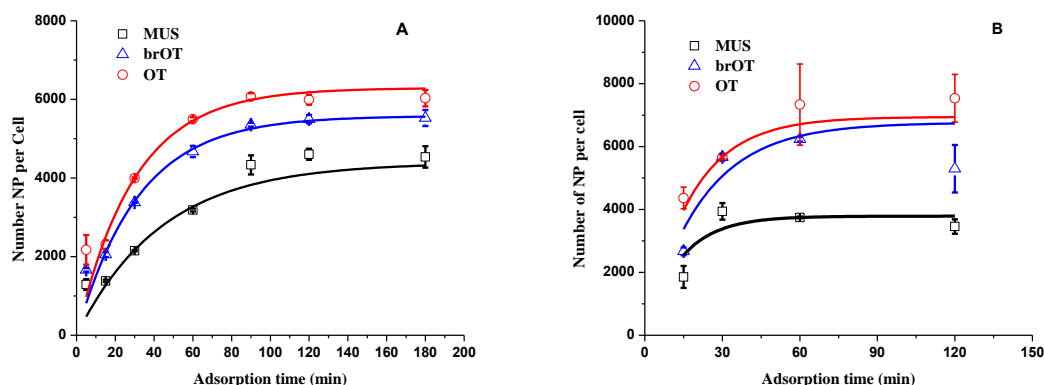 A
MUS
brOT
OT
8000
6000
4000
2000
0
Number NP per Cell
0 20 40 60 80 100 120 140 160 180 200
Adsorption time (min)
B
MUS
brOT
OT
10000
8000
6000
4000
2000
0
Number of NP per cell
0 30 60 90 120 150
Adsorption time (min)